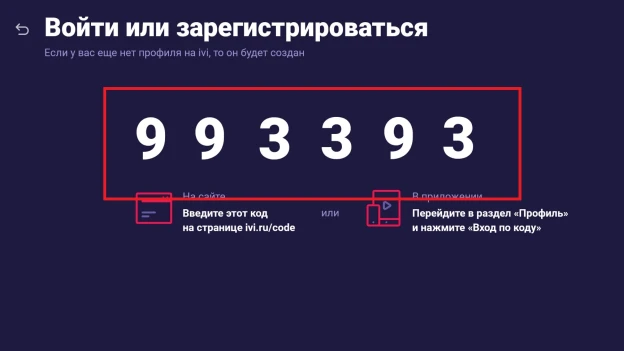 Войти или зарегистрироваться
Если у вас еще нет профиля на ivi, то он будет создан
9 9 3 3 9 3
На сайте
Введите этот код
на странице ivi.ru/code
или
В приложении
Перейдите в раздел «Профиль»
и нажмите «Вход по коду»